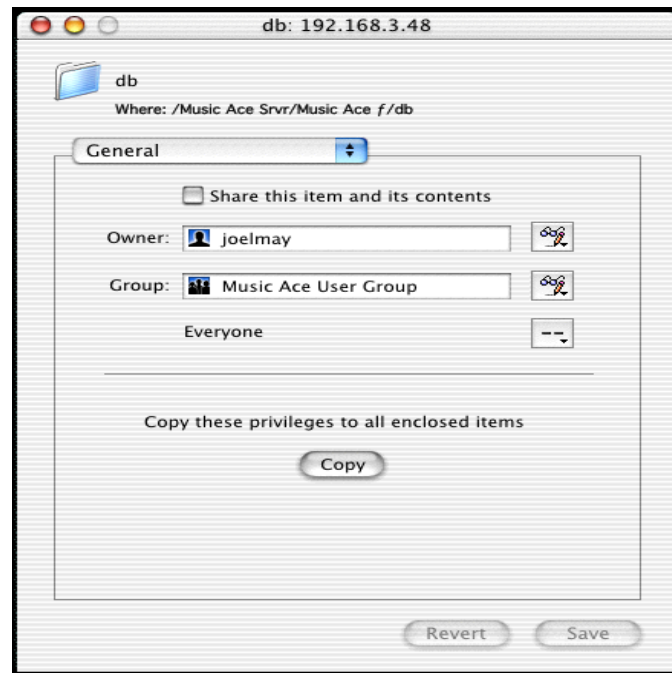 db: 192.168.3.48
db
Where: /Music Ace Srvr/Music Ace ƒ/db
General
Share this item and its contents
Owner: joelmay
Group: Music Ace User Group
Everyone --
Copy these privileges to all enclosed items
Copy
Revert Save